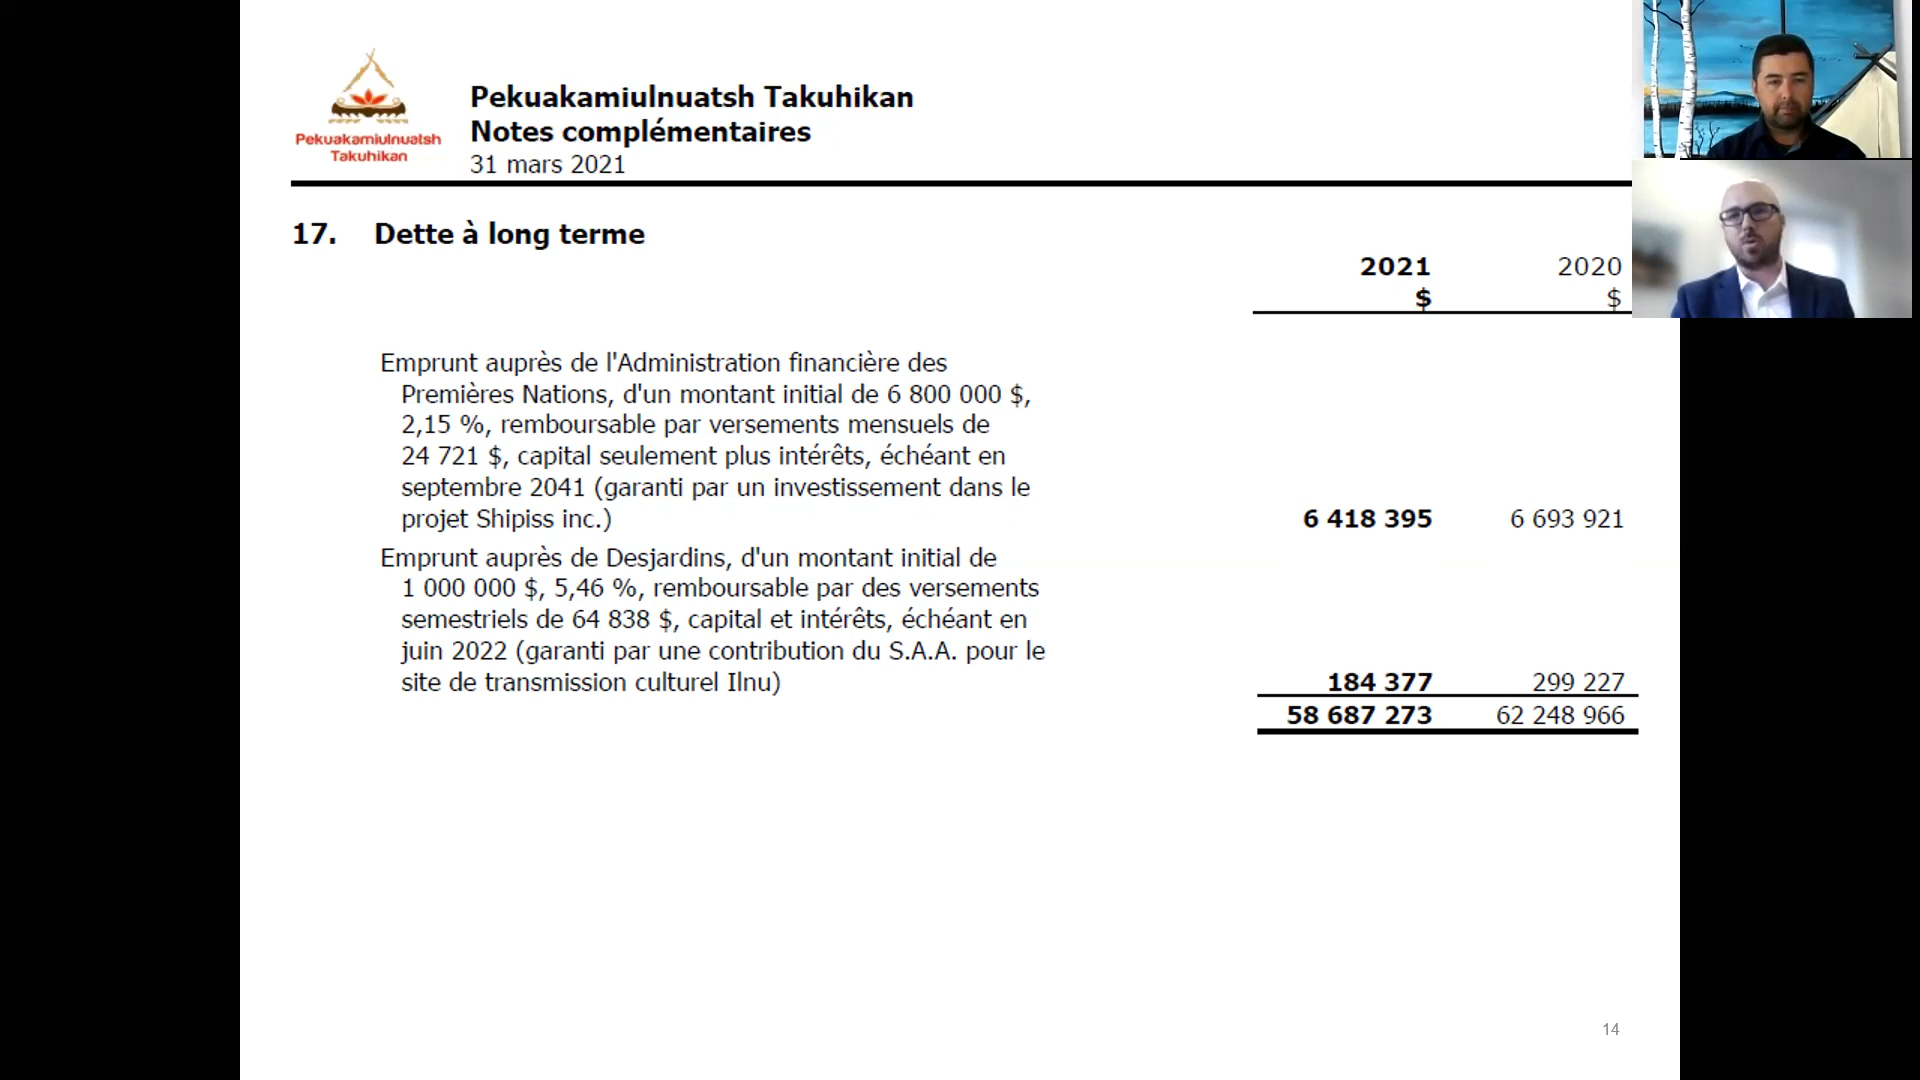 Pekuakamiulnuatsh
Takuhikan
Pekuakamiulnuatsh Takuhikan
Notes complémentaires
31 mars 2021
17. Dette à long terme
2021 2020
$ $
Emprunt auprès de l'Administration financière des
Premières Nations, d'un montant initial de 6 800 000 $,
2,15 %, remboursable par versements mensuels de
24 721 $, capital seulement plus intérêts, échéant en
septembre 2041 (garanti par un investissement dans le
projet Shipiss inc.) 6 418 395 6 693 921
Emprunt auprès de Desjardins, d'un montant initial de
1 000 000 $, 5,46 %, remboursable par des versements
semestriels de 64 838 $, capital et intérêts, échéant en
juin 2022 (garanti par une contribution du S.A.A. pour le
site de transmission culturel Ilnu) 184 377 299 227
58 687 273 62 248 966
14